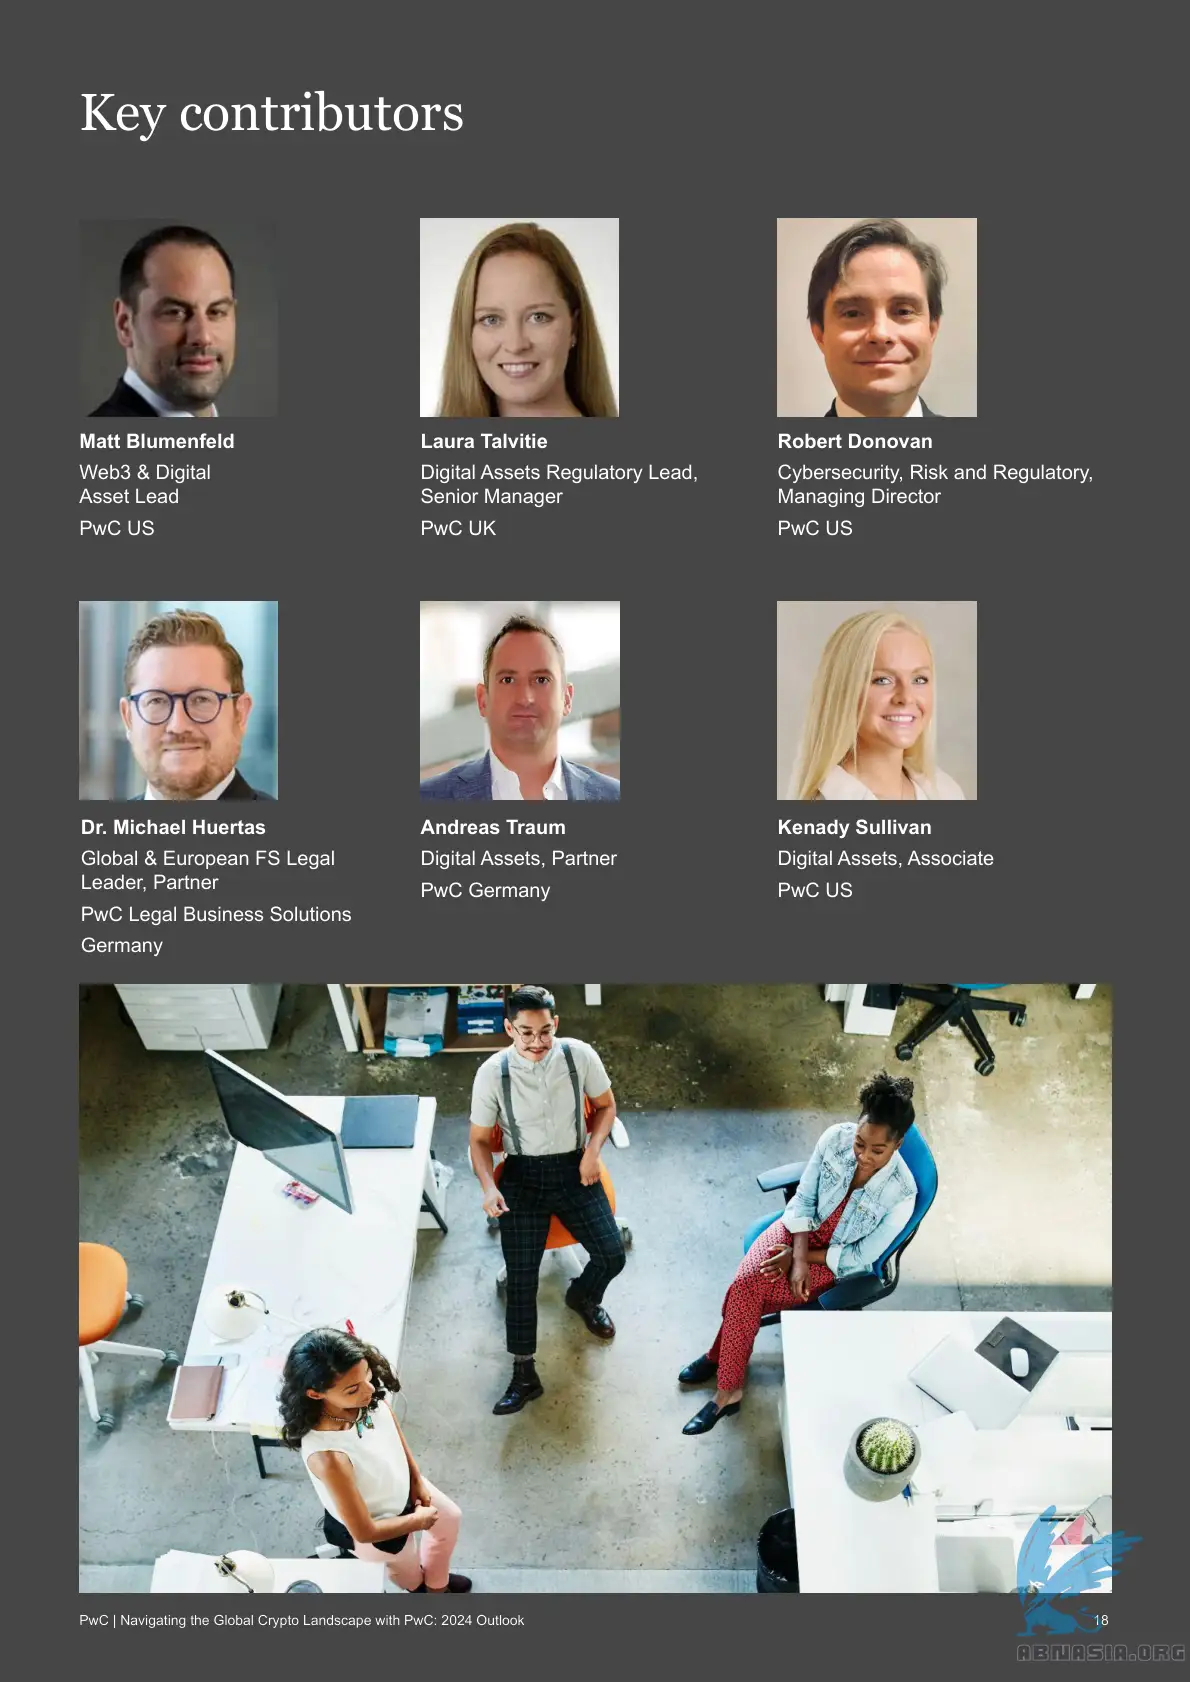 Key contributors
Matt Blumenfeld
Web3 & Digital
Asset Lead
PwC US
Laura Talvitie
Digital Assets Regulatory Lead,
Senior Manager
PwC UK
Robert Donovan
Cybersecurity, Risk and Regulatory,
Managing Director
PwC US
Dr. Michael Huertas
Global & European FS Legal
Leader, Partner
PwC Legal Business Solutions
Germany
Andreas Traum
Digital Assets, Partner
PwC Germany
Kenady Sullivan
Digital Assets, Associate
PwC US
PwC | Navigating the Global Crypto Landscape with PwC: 2024 Outlook
18
ABNASIA.ORG